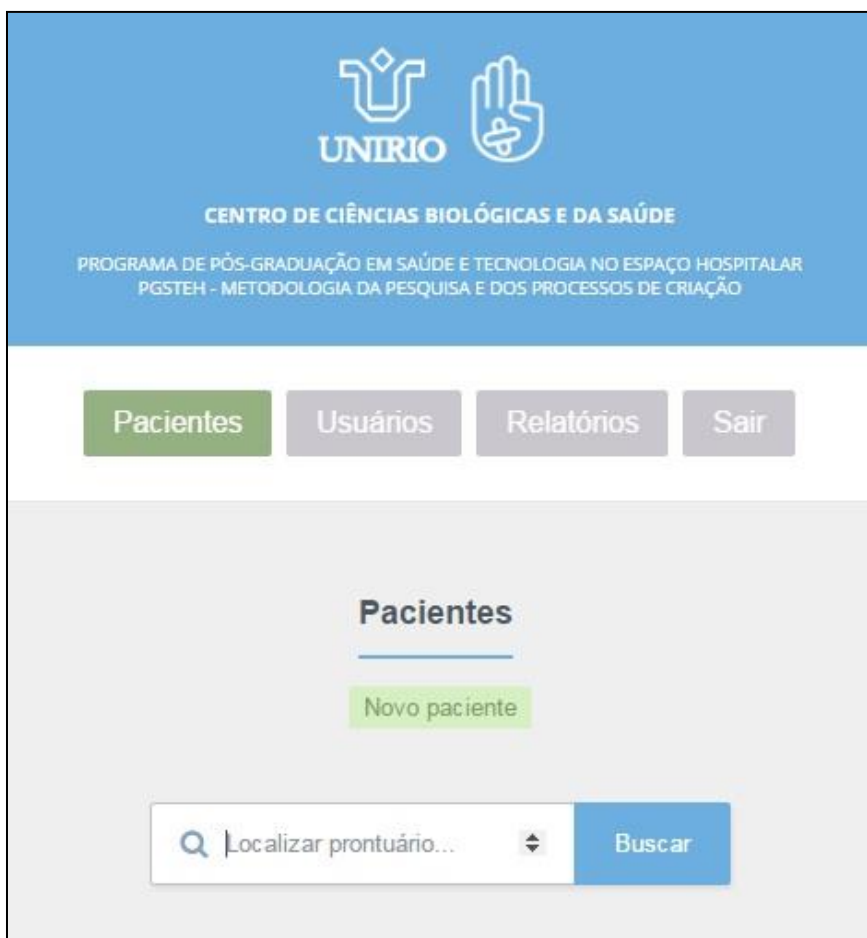 UNIRIO
CENTRO DE CIÊNCIAS BIOLÓGICAS E DA SAÚDE
PROGRAMA DE PÓS-GRADUAÇÃO EM SAÚDE E TECNOLOGIA NO ESPAÇO HOSPITALAR
PGSTEH - METODOLOGIA DA PESQUISA E DOS PROCESSOS DE CRIAÇÃO
Pacientes Usuários Relatórios Sair
Pacientes
Novo paciente
Localizar prontuário... Buscar